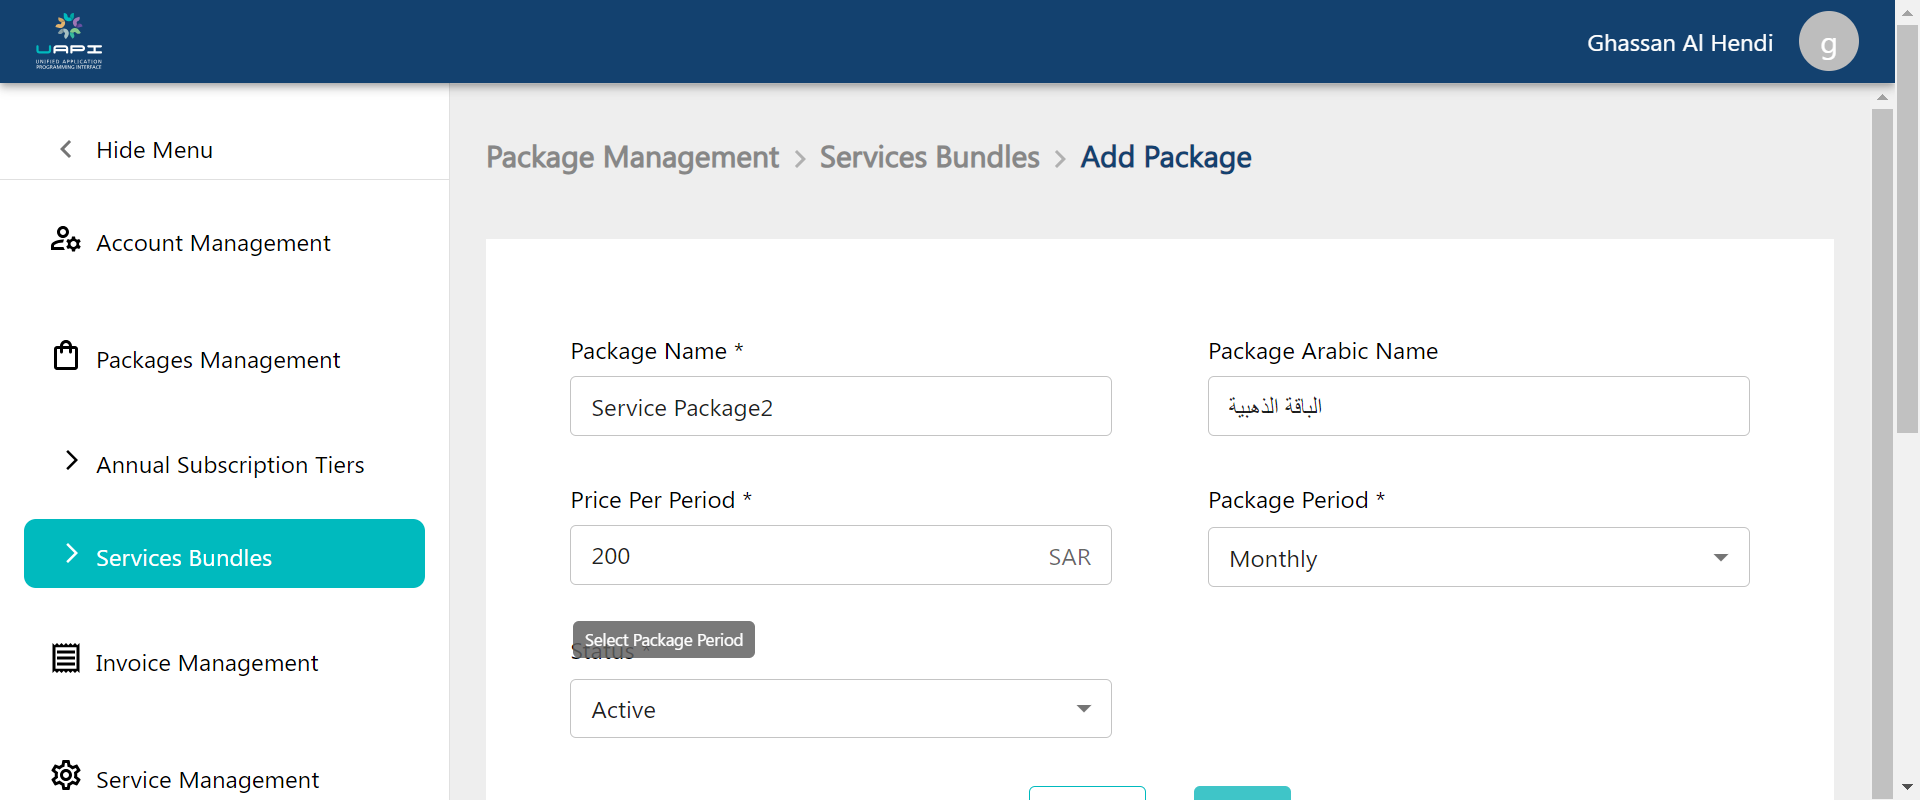 UAPI
UNIFIED APPLICATION
PROGRAMMING INTERFACE
Ghassan Al Hendi
g
Hide Menu
Account Management
Packages Management
Annual Subscription Tiers
Services Bundles
Invoice Management
Service Management
Package Management > Services Bundles > Add Package
Package Name *
Service Package2
Package Arabic Name
الباقة الذهبية
Price Per Period *
200 SAR
Package Period *
Monthly
Select Package Period
Status *
Active